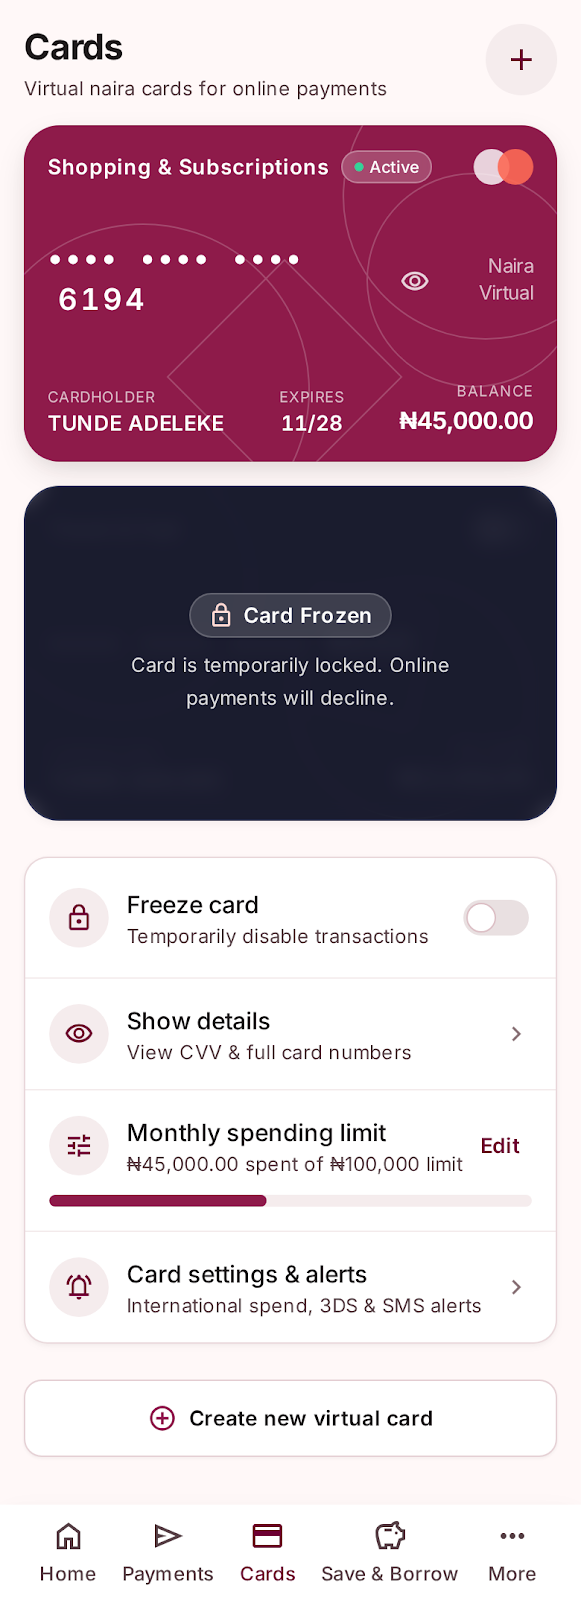 Cards
Virtual naira cards for online payments
Shopping & Subscriptions
Active
•••• •••• ••••
6194
Naira
Virtual
CARDHOLDER
TUNDE ADELEKE
EXPIRES
11/28
BALANCE
₦45,000.00
Card Frozen
Card is temporarily locked. Online
payments will decline.
Freeze card
Temporarily disable transactions
Show details
View CVV & full card numbers
Monthly spending limit
₦45,000.00 spent of ₦100,000 limit
Edit
Card settings & alerts
International spend, 3DS & SMS alerts
Create new virtual card
Home
Payments
Cards
Save & Borrow
More